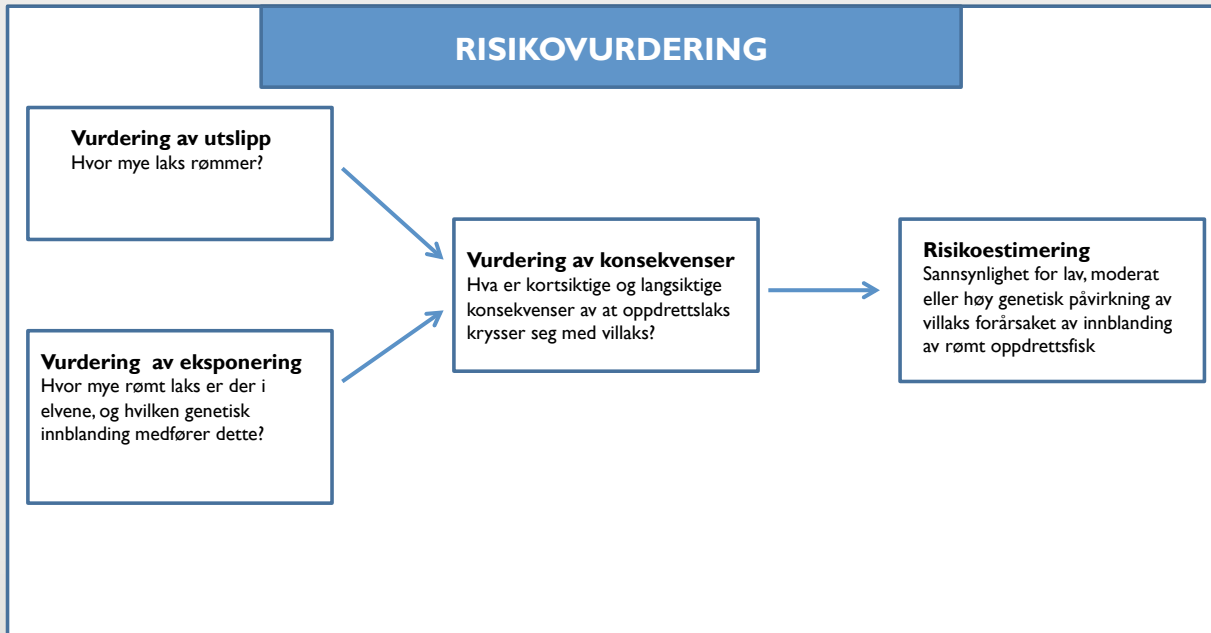 RISIKOVURDERING
Vurdering av utslipp
Hvor mye laks rømmer?
Vurdering  av eksponering
Hvor mye rømt laks er der i
elvene, og hvilken genetisk
innblanding medfører dette?
Vurdering av konsekvenser
Hva er kortsiktige og langsiktige
konsekvenser av at oppdrettslaks
krysser seg med villaks?
Risikoestimering
Sannsynlighet for lav, moderat
eller høy genetisk påvirkning av
villaks forårsaket av innblanding
av rømt oppdrettsfisk